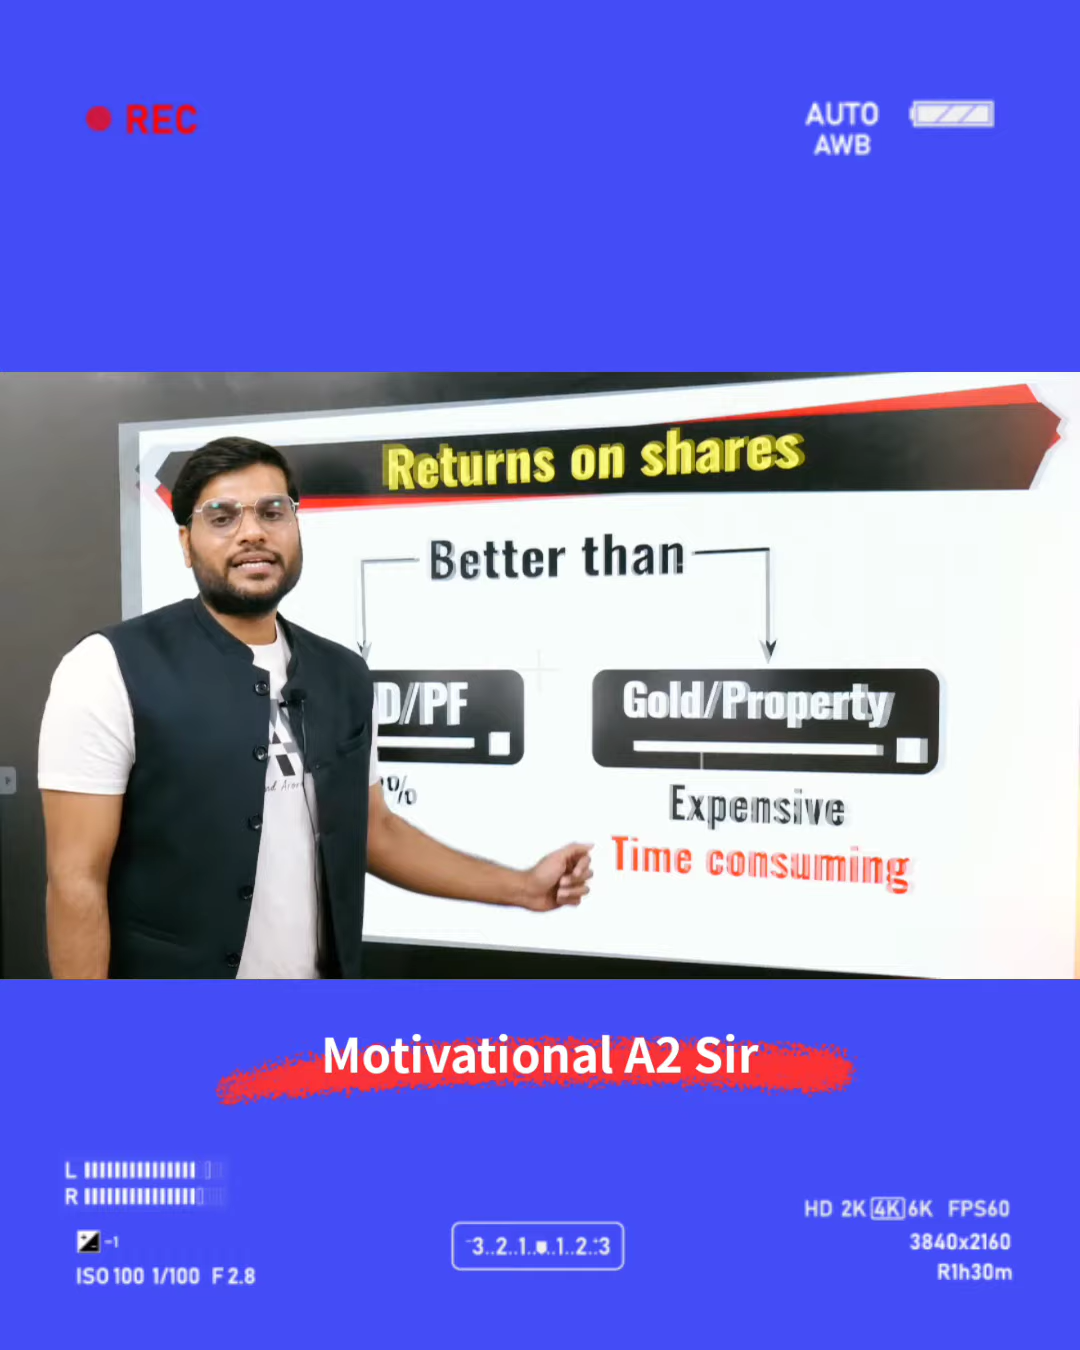 REC
AUTO
AWB
Returns on shares
Better than
D/PF
Gold/Property
%
Expensive
Time consuming
Motivational A2 Sir
L
R
-1
ISO 100 1/100 F 2.8
-3..2..1.. ..1..2..+3
HD 2K 4K 6K FPS60
3840x2160
R1h30m